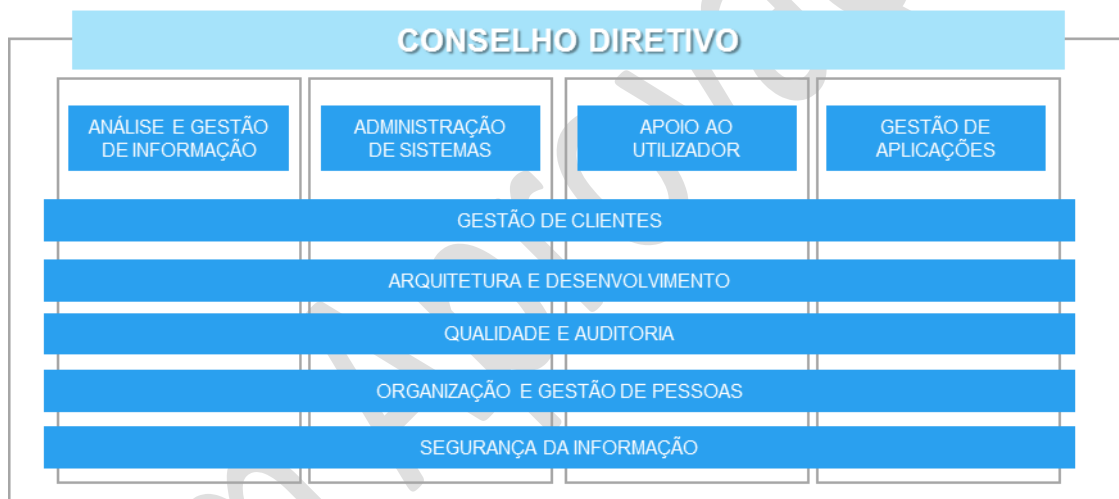 CONSELHO DIRETIVO
ANÁLISE E GESTÃO
DE INFORMAÇÃO
ADMINISTRAÇÃO
DE SISTEMAS
APOIO AO
UTILIZADOR
GESTÃO DE
APLICAÇÕES
GESTÃO DE CLIENTES
ARQUITETURA E DESENVOLVIMENTO
QUALIDADE E AUDITORIA
ORGANIZAÇÃO E GESTÃO DE PESSOAS
SEGURANÇA DA INFORMAÇÃO